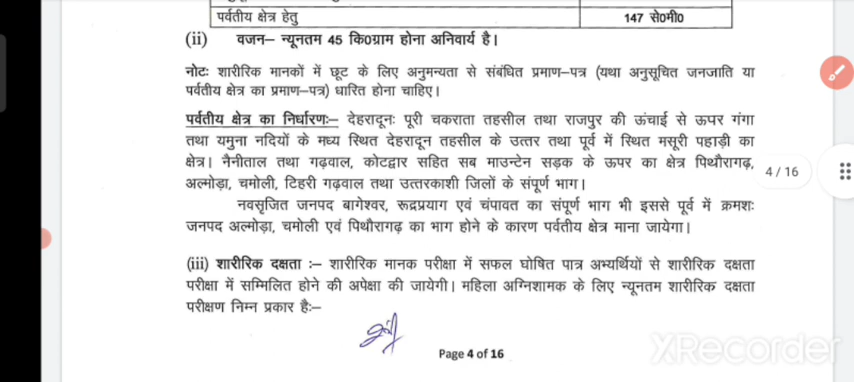 पर्वतीय क्षेत्र हेतु 147 से०मी०
(ii) वजन– न्यूनतम 45 कि०ग्राम होना अनिवार्य है।
नोटः शारीरिक मानकों में छूट के लिए अनुमन्यता से संबंधित प्रमाण–पत्र (यथा अनुसूचित जनजाति या
पर्वतीय क्षेत्र का प्रमाण–पत्र) धारित होना चाहिए।
पर्वतीय क्षेत्र का निर्धारणः– देहरादूनः पूरी चकराता तहसील तथा राजपुर की ऊंचाई से ऊपर गंगा
तथा यमुना नदियों के मध्य स्थित देहरादून तहसील के उत्तर तथा पूर्व में स्थित मसूरी पहाड़ी का
क्षेत्र। नैनीताल तथा गढ़वाल, कोटद्वार सहित सब माउन्टेन सड़क के ऊपर का क्षेत्र पिथौरागढ़,
4 / 16
अल्मोड़ा, चमोली, टिहरी गढ़वाल तथा उत्तरकाशी जिलों के संपूर्ण भाग।
नवसृजित जनपद बागेश्वर, रूद्रप्रयाग एवं चंपावत का संपूर्ण भाग भी इससे पूर्व में क्रमशः
जनपद अल्मोड़ा, चमोली एवं पिथौरागढ़ का भाग होने के कारण पर्वतीय क्षेत्र माना जायेगा।
(iii) शारीरिक दक्षता :– शारीरिक मानक परीक्षा में सफल घोषित पात्र अभ्यर्थियों से शारीरिक दक्षता
परीक्षा में सम्मिलित होने की अपेक्षा की जायेगी। महिला अग्निशामक के लिए न्यूनतम शारीरिक दक्षता
परीक्षण निम्न प्रकार हैः–
Page 4 of 16
XRecorder